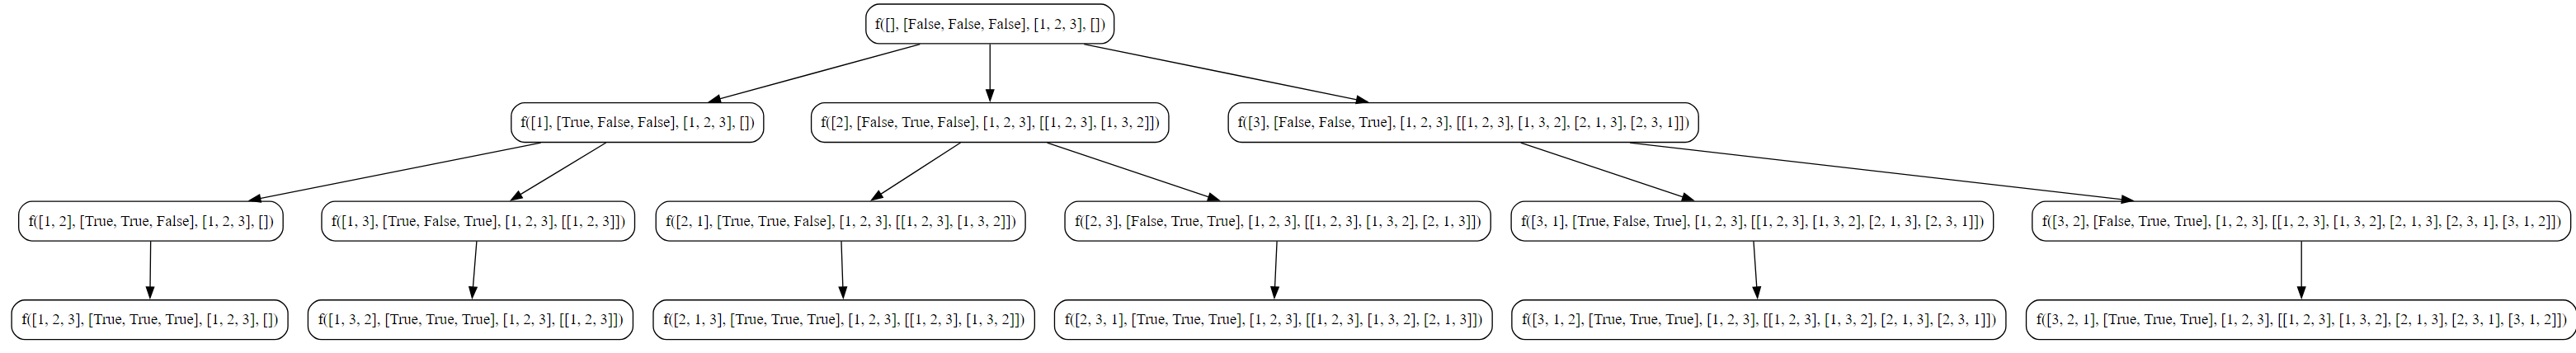 f([], [False, False, False], [1, 2, 3], [])
f([1], [True, False, False], [1, 2, 3], [])
f([2], [False, True, False], [1, 2, 3], [[1, 2, 3], [1, 3, 2]])
f([3], [False, False, True], [1, 2, 3], [[1, 2, 3], [1, 3, 2], [2, 1, 3], [2, 3, 1]])
f([1, 2], [True, True, False], [1, 2, 3], [])
f([1, 3], [True, False, True], [1, 2, 3], [[1, 2, 3]])
f([2, 1], [True, True, False], [1, 2, 3], [[1, 2, 3], [1, 3, 2]])
f([2, 3], [False, True, True], [1, 2, 3], [[1, 2, 3], [1, 3, 2], [2, 1, 3]])
f([3, 1], [True, False, True], [1, 2, 3], [[1, 2, 3], [1, 3, 2], [2, 1, 3], [2, 3, 1]])
f([3, 2], [False, True, True], [1, 2, 3], [[1, 2, 3], [1, 3, 2], [2, 1, 3], [2, 3, 1], [3, 1, 2]])
f([1, 2, 3], [True, True, True], [1, 2, 3], [])
f([1, 3, 2], [True, True, True], [1, 2, 3], [[1, 2, 3]])
f([2, 1, 3], [True, True, True], [1, 2, 3], [[1, 2, 3], [1, 3, 2]])
f([2, 3, 1], [True, True, True], [1, 2, 3], [[1, 2, 3], [1, 3, 2], [2, 1, 3]])
f([3, 1, 2], [True, True, True], [1, 2, 3], [[1, 2, 3], [1, 3, 2], [2, 1, 3], [2, 3, 1]])
f([3, 2, 1], [True, True, True], [1, 2, 3], [[1, 2, 3], [1, 3, 2], [2, 1, 3], [2, 3, 1], [3, 1, 2]])